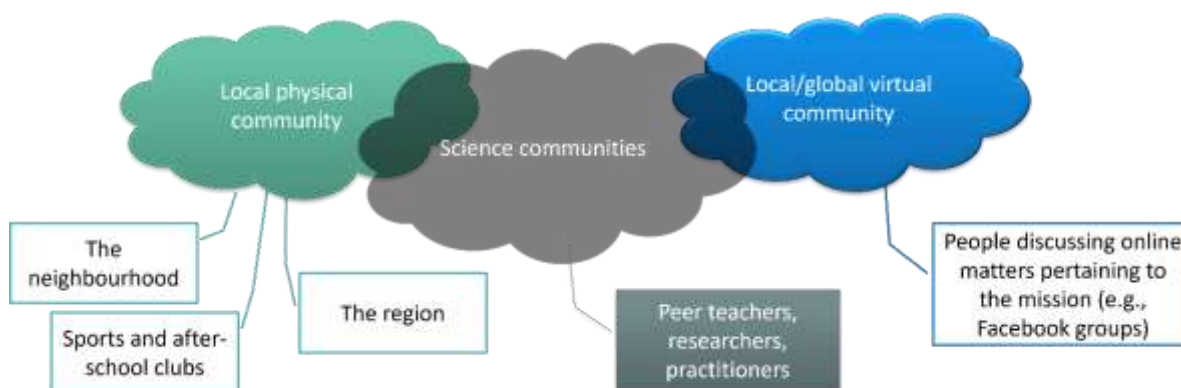 Local physical
community
Science communities
Local/global virtual
community
The
neighbourhood
Sports and after-
school clubs
The region
Peer teachers,
researchers,
practitioners
People discussing online
matters pertaining to
the mission (e.g.,
Facebook groups)